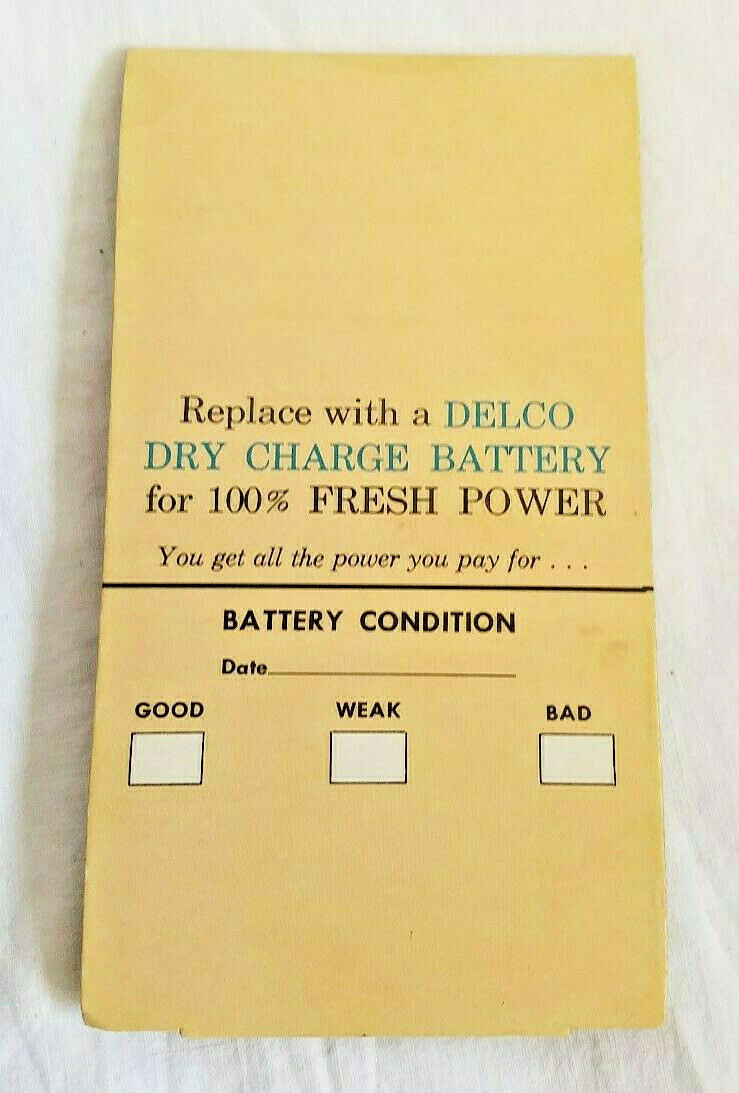 Replace with a DELCO
DRY CHARGE BATTERY
for 100% FRESH POWER
You get all the power you pay for . . .
BATTERY CONDITION
Date
GOOD WEAK BAD